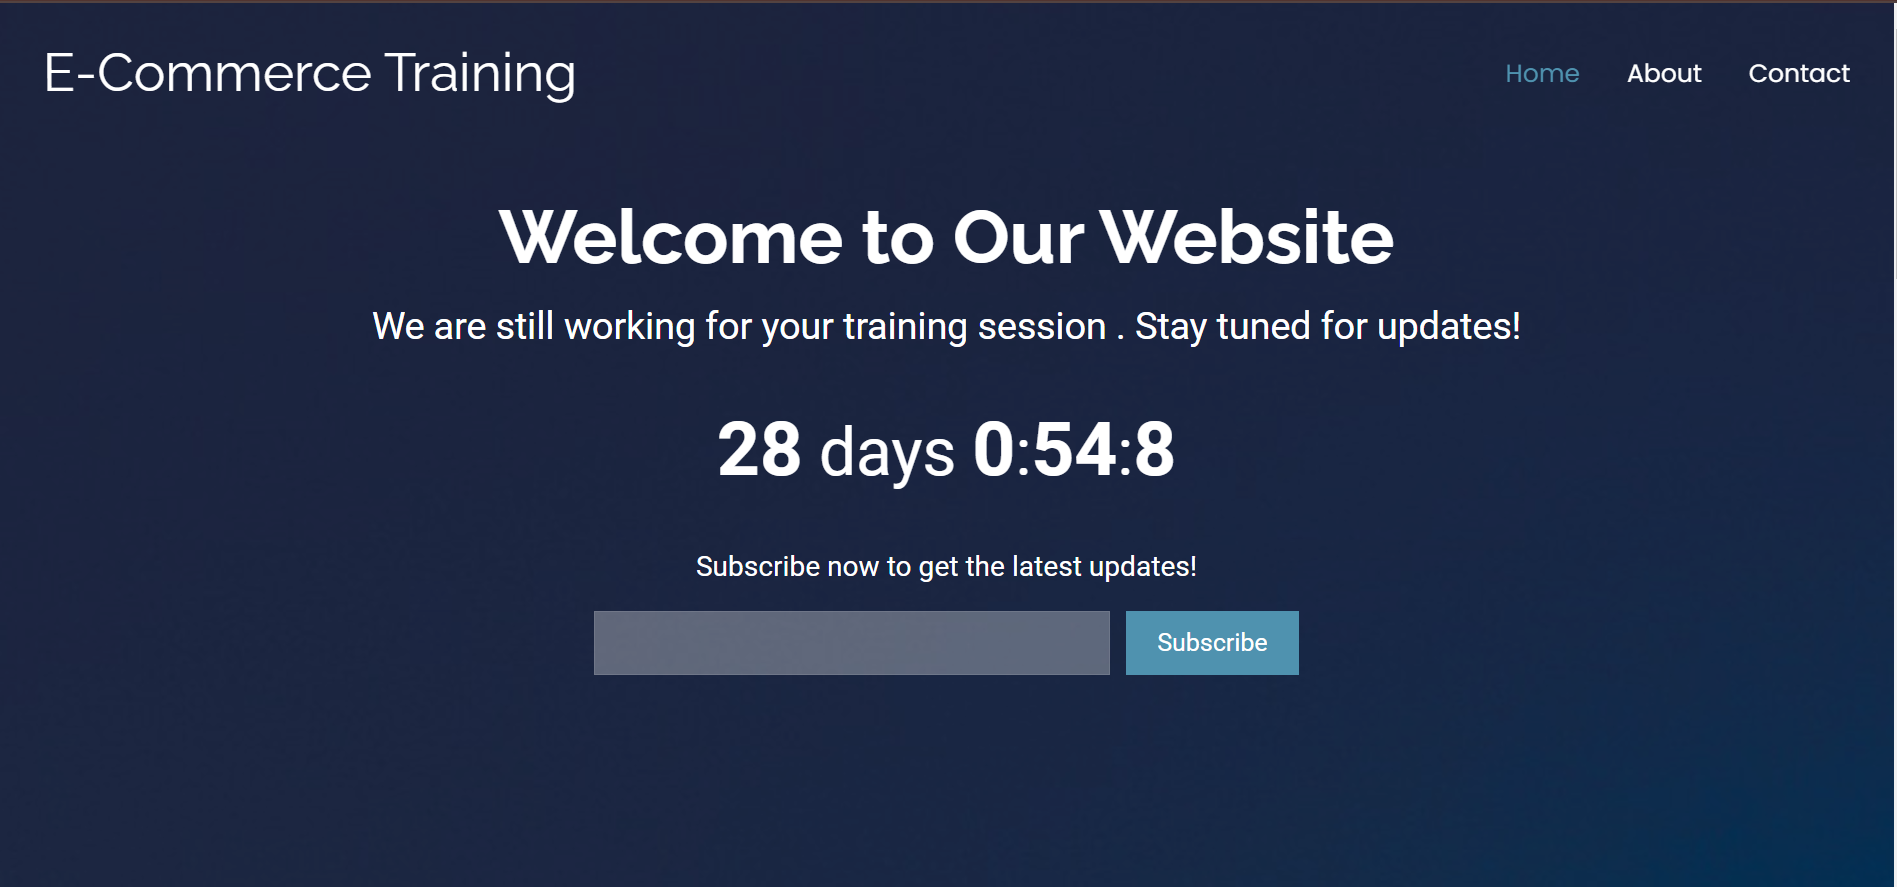 E-Commerce Training
Home About Contact
Welcome to Our Website
We are still working for your training session . Stay tuned for updates!
28 days 0:54:8
Subscribe now to get the latest updates!
Subscribe